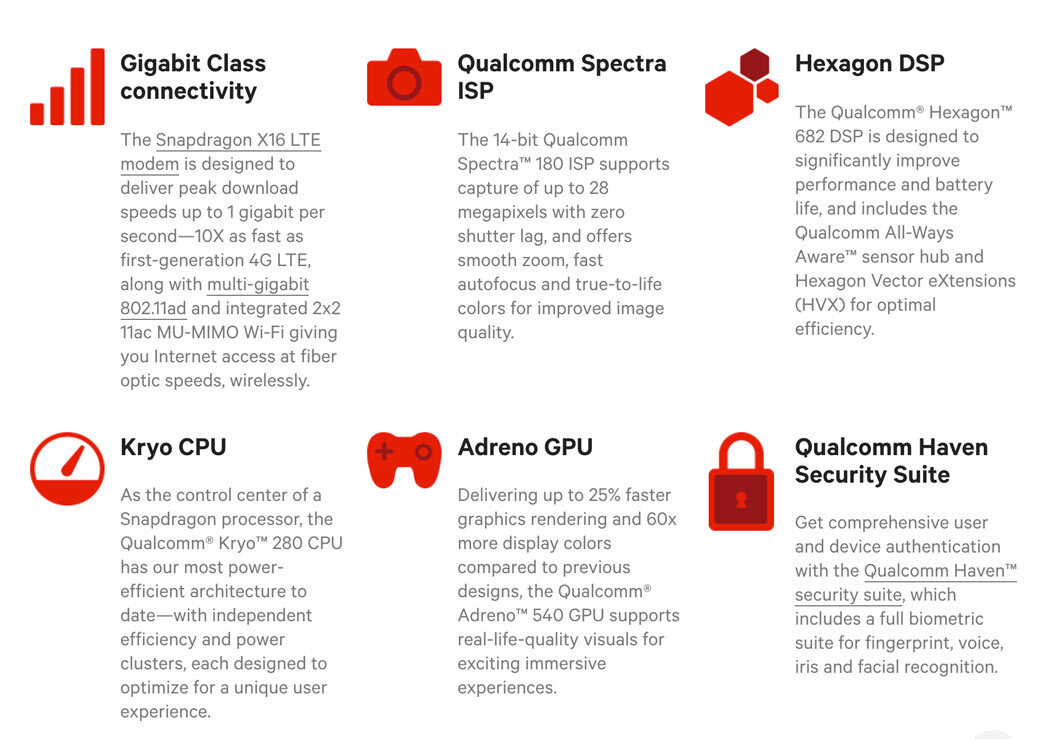 Gigabit Class
connectivity
The Snapdragon X16 LTE
modem is designed to
deliver peak download
speeds up to 1 gigabit per
second—10X as fast as
first-generation 4G LTE,
along with multi-gigabit
802.11ad and integrated 2x2
11ac MU-MIMO Wi-Fi giving
you Internet access at fiber
optic speeds, wirelessly.
Qualcomm Spectra
ISP
The 14-bit Qualcomm
Spectra™ 180 ISP supports
capture of up to 28
megapixels with zero
shutter lag, and offers
smooth zoom, fast
autofocus and true-to-life
colors for improved image
quality.
Hexagon DSP
The Qualcomm® Hexagon™
682 DSP is designed to
significantly improve
performance and battery
life, and includes the
Qualcomm All-Ways
Aware™ sensor hub and
Hexagon Vector eXtensions
(HVX) for optimal
efficiency.
Kryo CPU
As the control center of a
Snapdragon processor, the
Qualcomm® Kryo™ 280 CPU
has our most power-
efficient architecture to
date—with independent
efficiency and power
clusters, each designed to
optimize for a unique user
experience.
Adreno GPU
Delivering up to 25% faster
graphics rendering and 60x
more display colors
compared to previous
designs, the Qualcomm®
Adreno™ 540 GPU supports
real-life-quality visuals for
exciting immersive
experiences.
Qualcomm Haven
Security Suite
Get comprehensive user
and device authentication
with the Qualcomm Haven™
security suite, which
includes a full biometric
suite for fingerprint, voice,
iris and facial recognition.